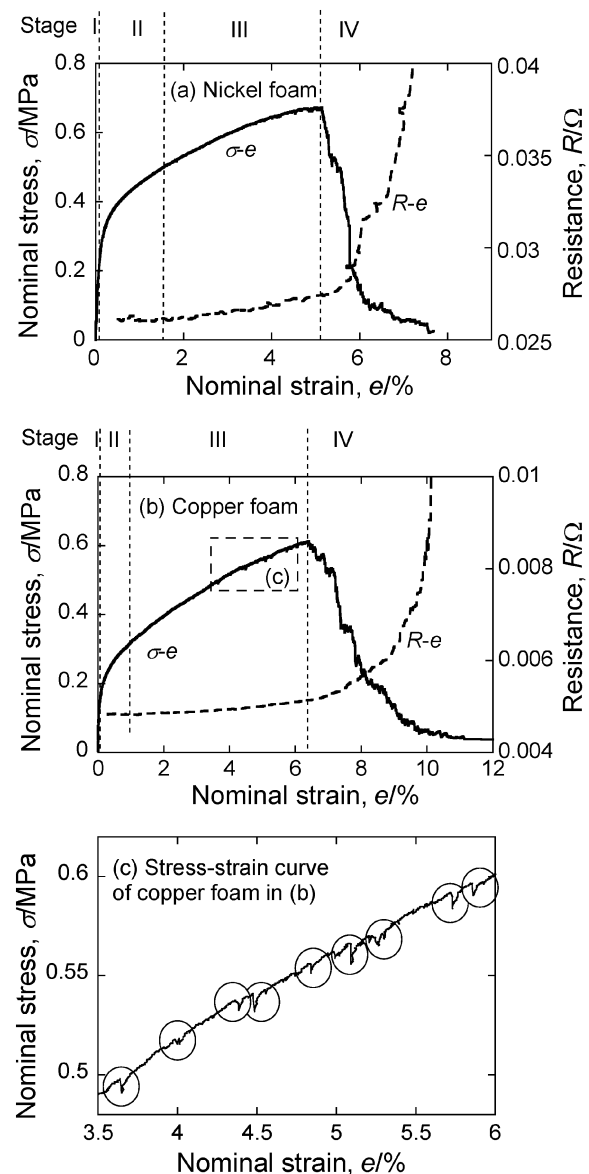 Stage I II III IV
0.8 0.04
(a) Nickel foam
0.6
0.035
σ-e
0.4
R-e
0.03
0.2
0 0.025
0 2 4 6 8
Nominal stress, σ/MPa
Resistance, R/Ω
Nominal strain, e/%
Stage I II III IV
0.8 0.01
(b) Copper foam
0.6
(c)
0.008
0.4
σ-e
R-e
0.006
0.2
0 0.004
0 2 4 6 8 10 12
Nominal stress, σ/MPa
Resistance, R/Ω
Nominal strain, e/%
0.6
(c) Stress-strain curve
of copper foam in (b)
0.55
0.5
3.5 4 4.5 5 5.5 6
Nominal stress, σ/MPa
Nominal strain, e/%